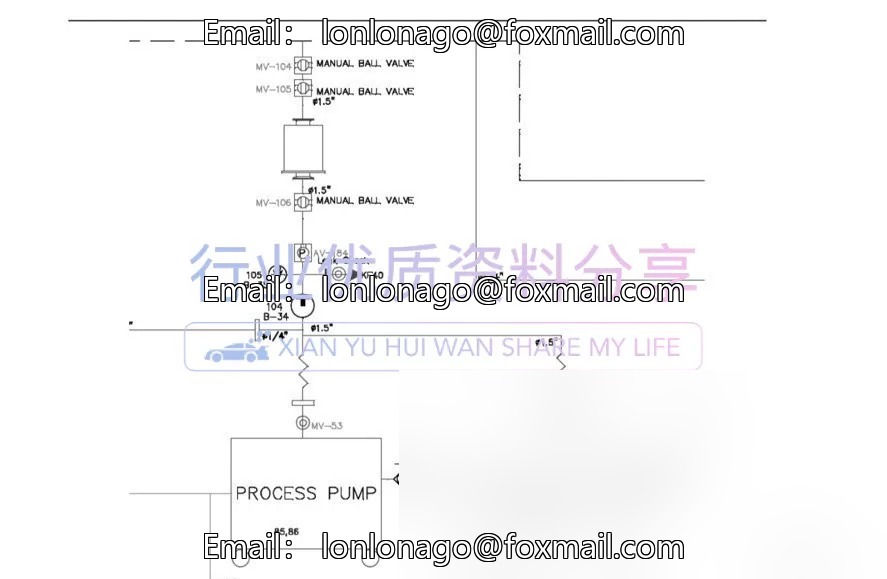 Email： lonlonago@foxmail.com
MV-104 MANUAL BALL VALVE
MV-105 MANUAL BALL VALVE
ø1.5"
ø1.5"
MV-106 MANUAL BALL VALVE
P
行业/优质资料分享
105
KF40
Email： lonlonago@foxmail.com
104
B-34
ø1.5"
1/4"
ø1.5"
XIAN YU HUI WAN SHARE MY LIFE
MV-53
PROCESS PUMP
85,86
Email： lonlonago@foxmail.com